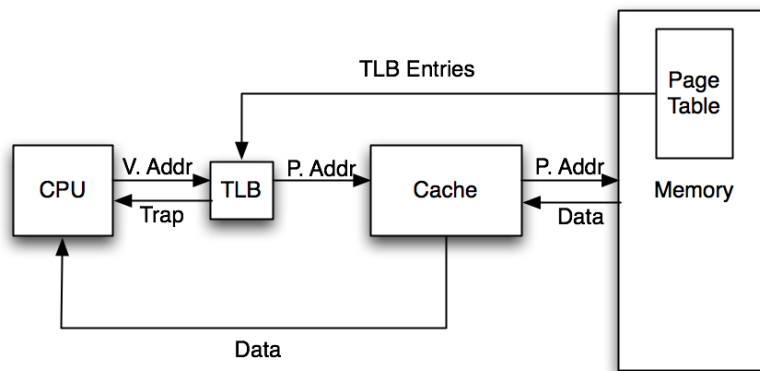 TLB Entries
Page
Table
V. Addr
P. Addr
P. Addr
CPU
TLB
Cache
Memory
Trap
Data
Data